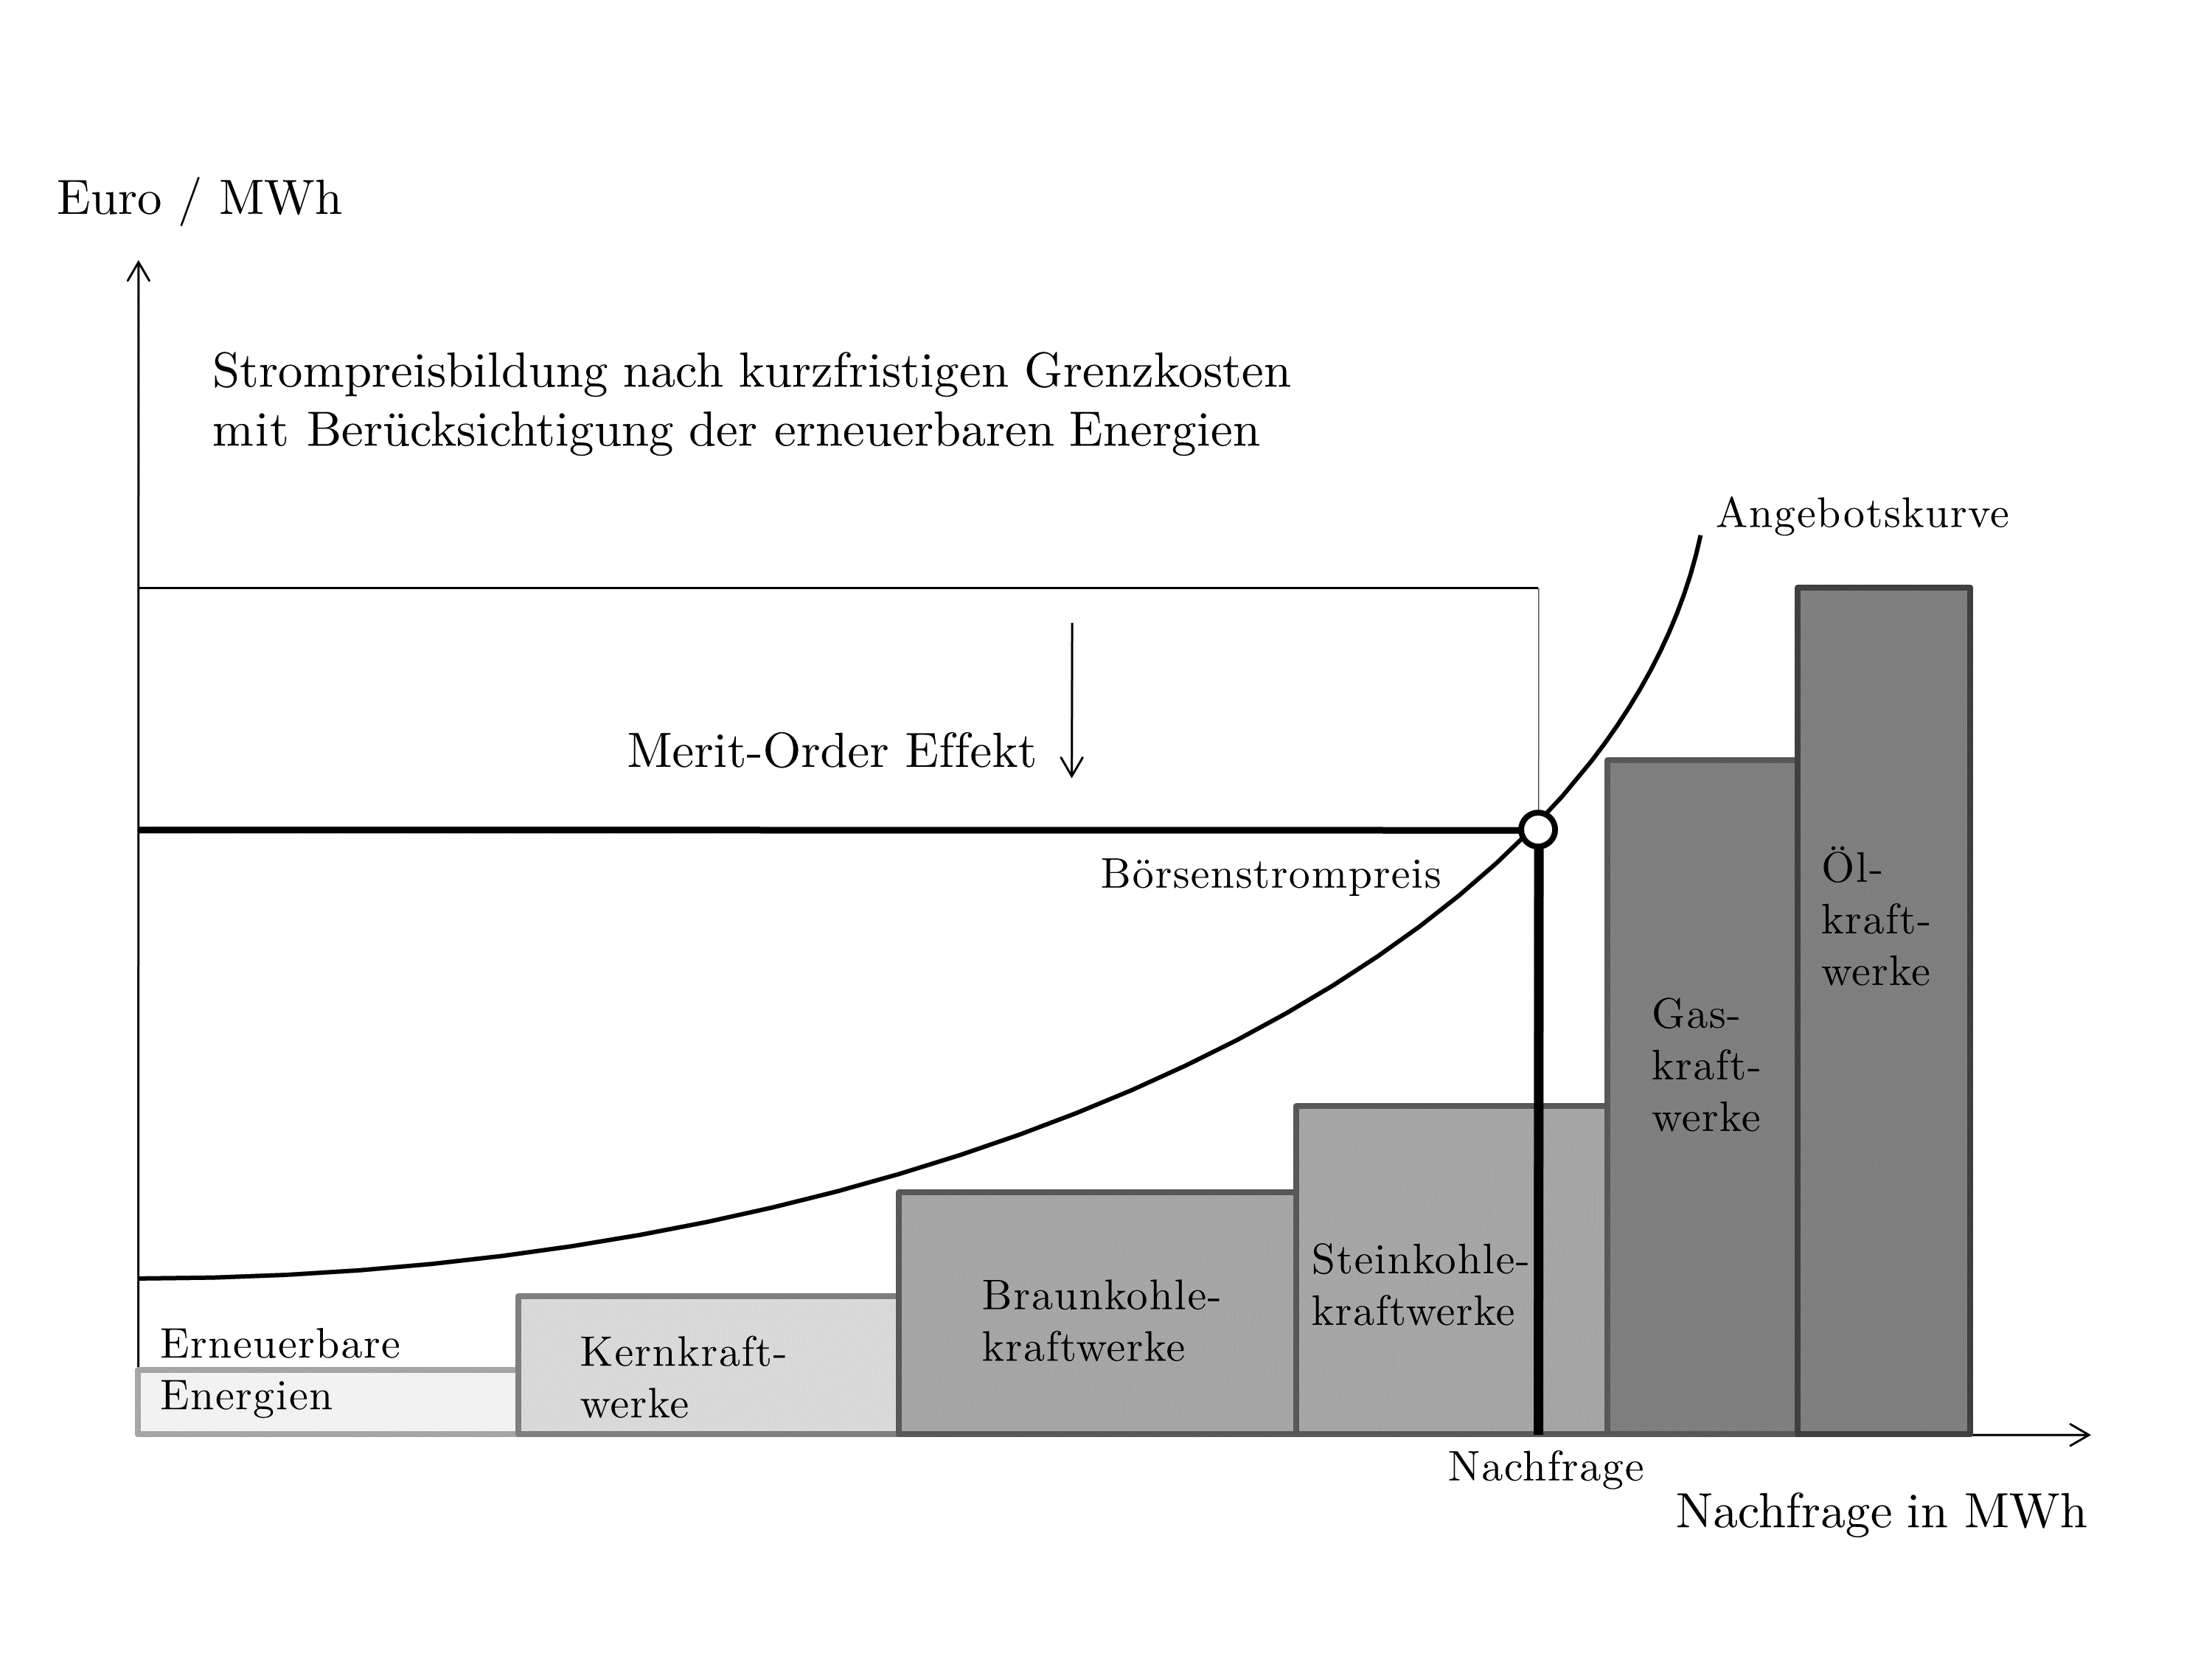 Euro / MWh
Strompreisbildung nach kurzfristigen Grenzkosten
mit Berücksichtigung der erneuerbaren Energien
Angebotskurve
Merit-Order Effekt
Börsenstrompreis
Öl-
kraft-
werke
Gas-
kraft-
werke
Steinkohle-
kraftwerke
Braunkohle-
kraftwerke
Kernkraft-
werke
Erneuerbare
Energien
Nachfrage
Nachfrage in MWh